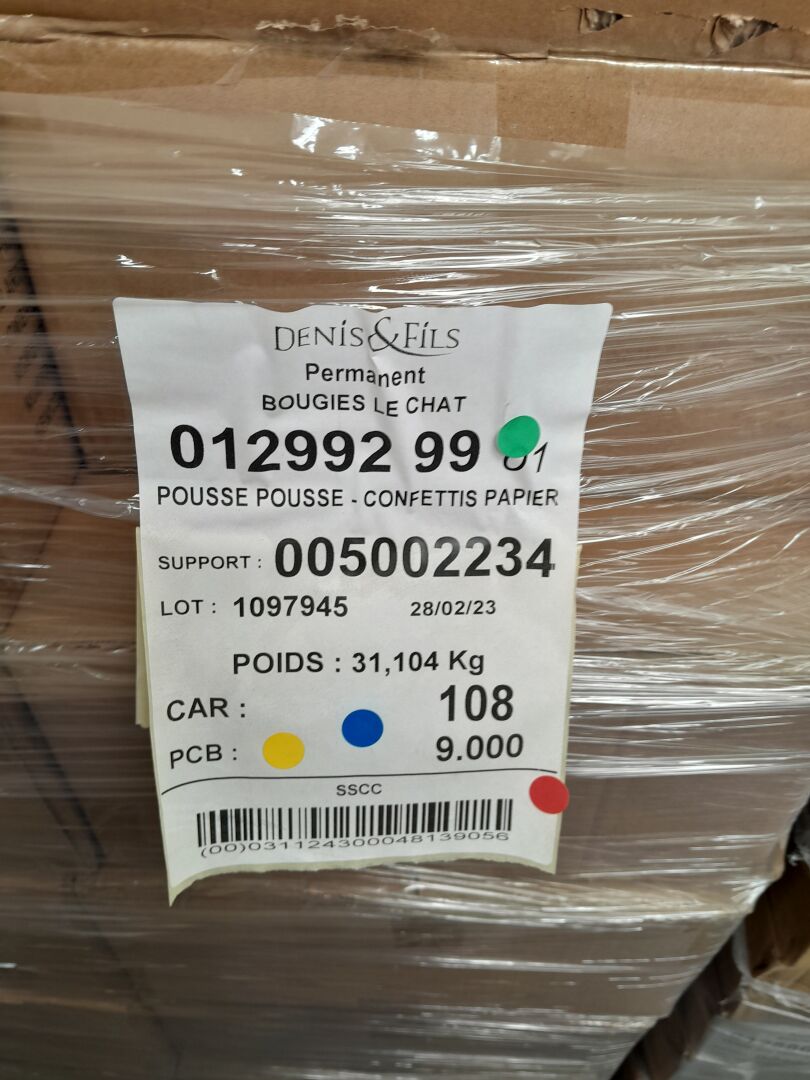 DENIS & FILS
Permanent
BOUGIES LE CHAT
012992 99 01
POUSSE POUSSE - CONFETTIS PAPIER
SUPPORT : 005002234
LOT : 1097945 28/02/23
POIDS : 31,104 Kg
CAR : 108
PCB : 9.000
SSCC
(00)031124300048139056